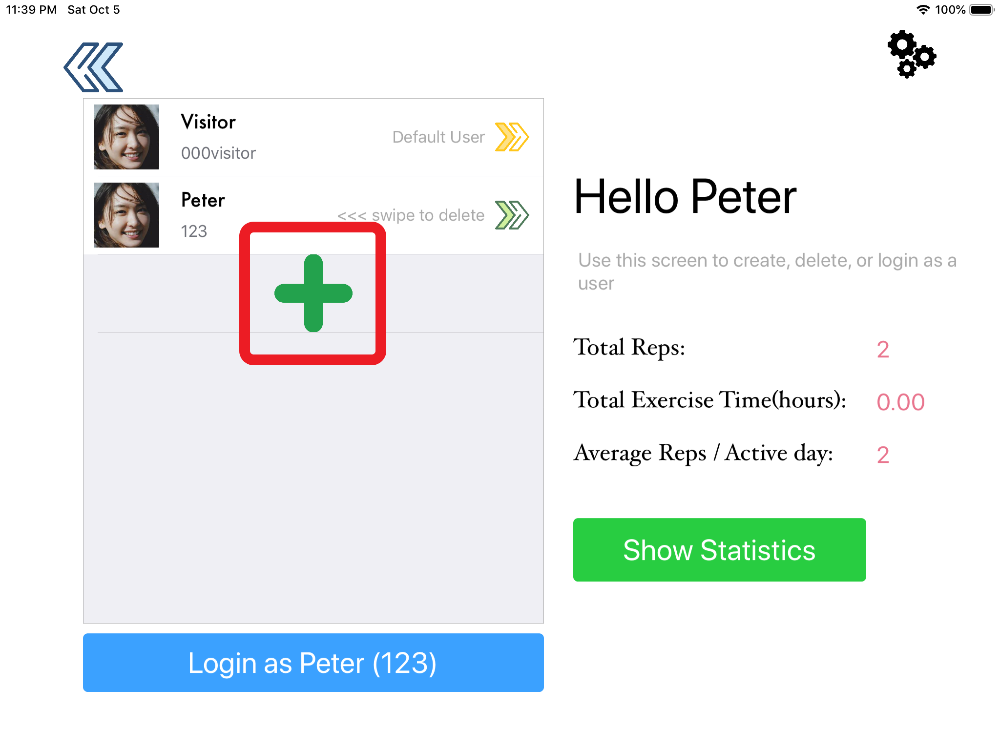 11:39 PM Sat Oct 5
100%
Visitor
000visitor
Default User
Peter
123
<<< swipe to delete
Login as Peter (123)
Hello Peter
Use this screen to create, delete, or login as a
user
Total Reps: 2
Total Exercise Time(hours): 0.00
Average Reps / Active day: 2
Show Statistics